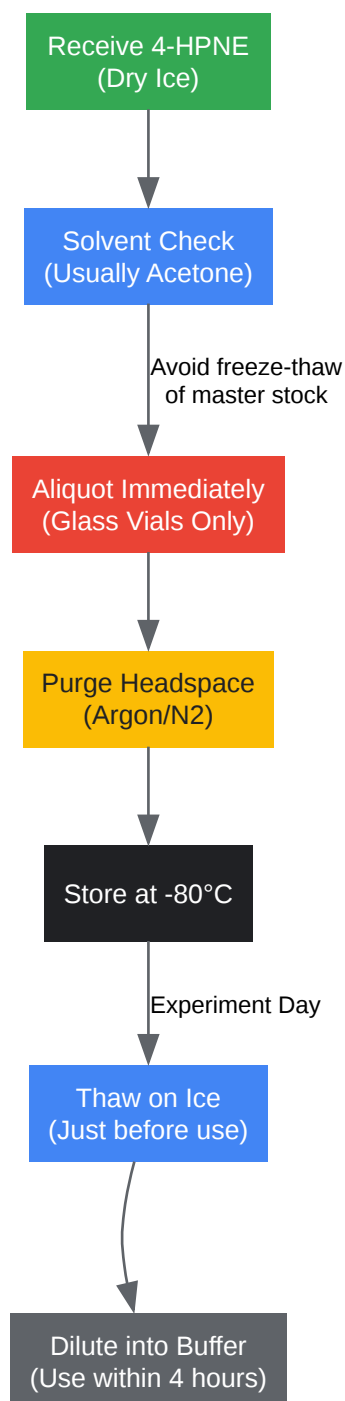 Receive 4-HPNE
(Dry Ice)
Solvent Check
(Usually Acetone)
Avoid freeze-thaw
of master stock
Aliquot Immediately
(Glass Vials Only)
Purge Headspace
(Argon/N2)
Store at -80°C
Experiment Day
Thaw on Ice
(Just before use)
Dilute into Buffer
(Use within 4 hours)